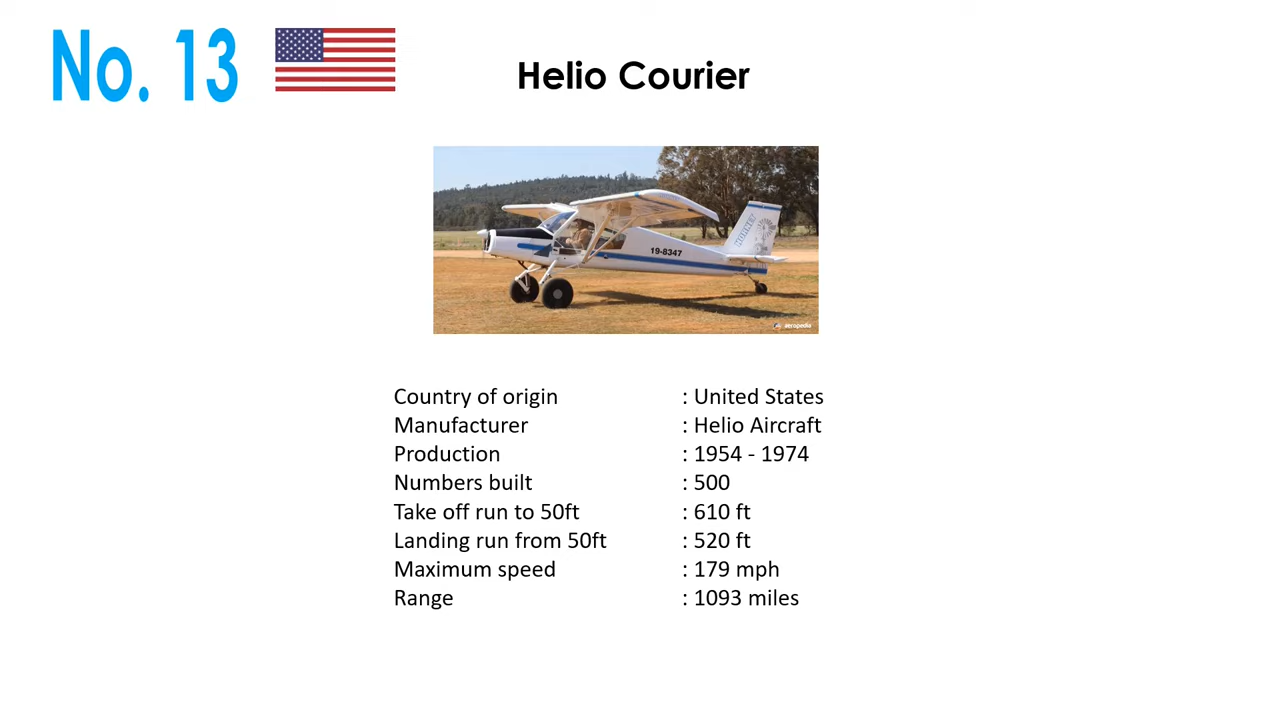 No. 13
Helio Courier
19-8347
HORNET
aeropedia
Country of origin : United States
Manufacturer : Helio Aircraft
Production : 1954 - 1974
Numbers built : 500
Take off run to 50ft : 610 ft
Landing run from 50ft : 520 ft
Maximum speed : 179 mph
Range : 1093 miles